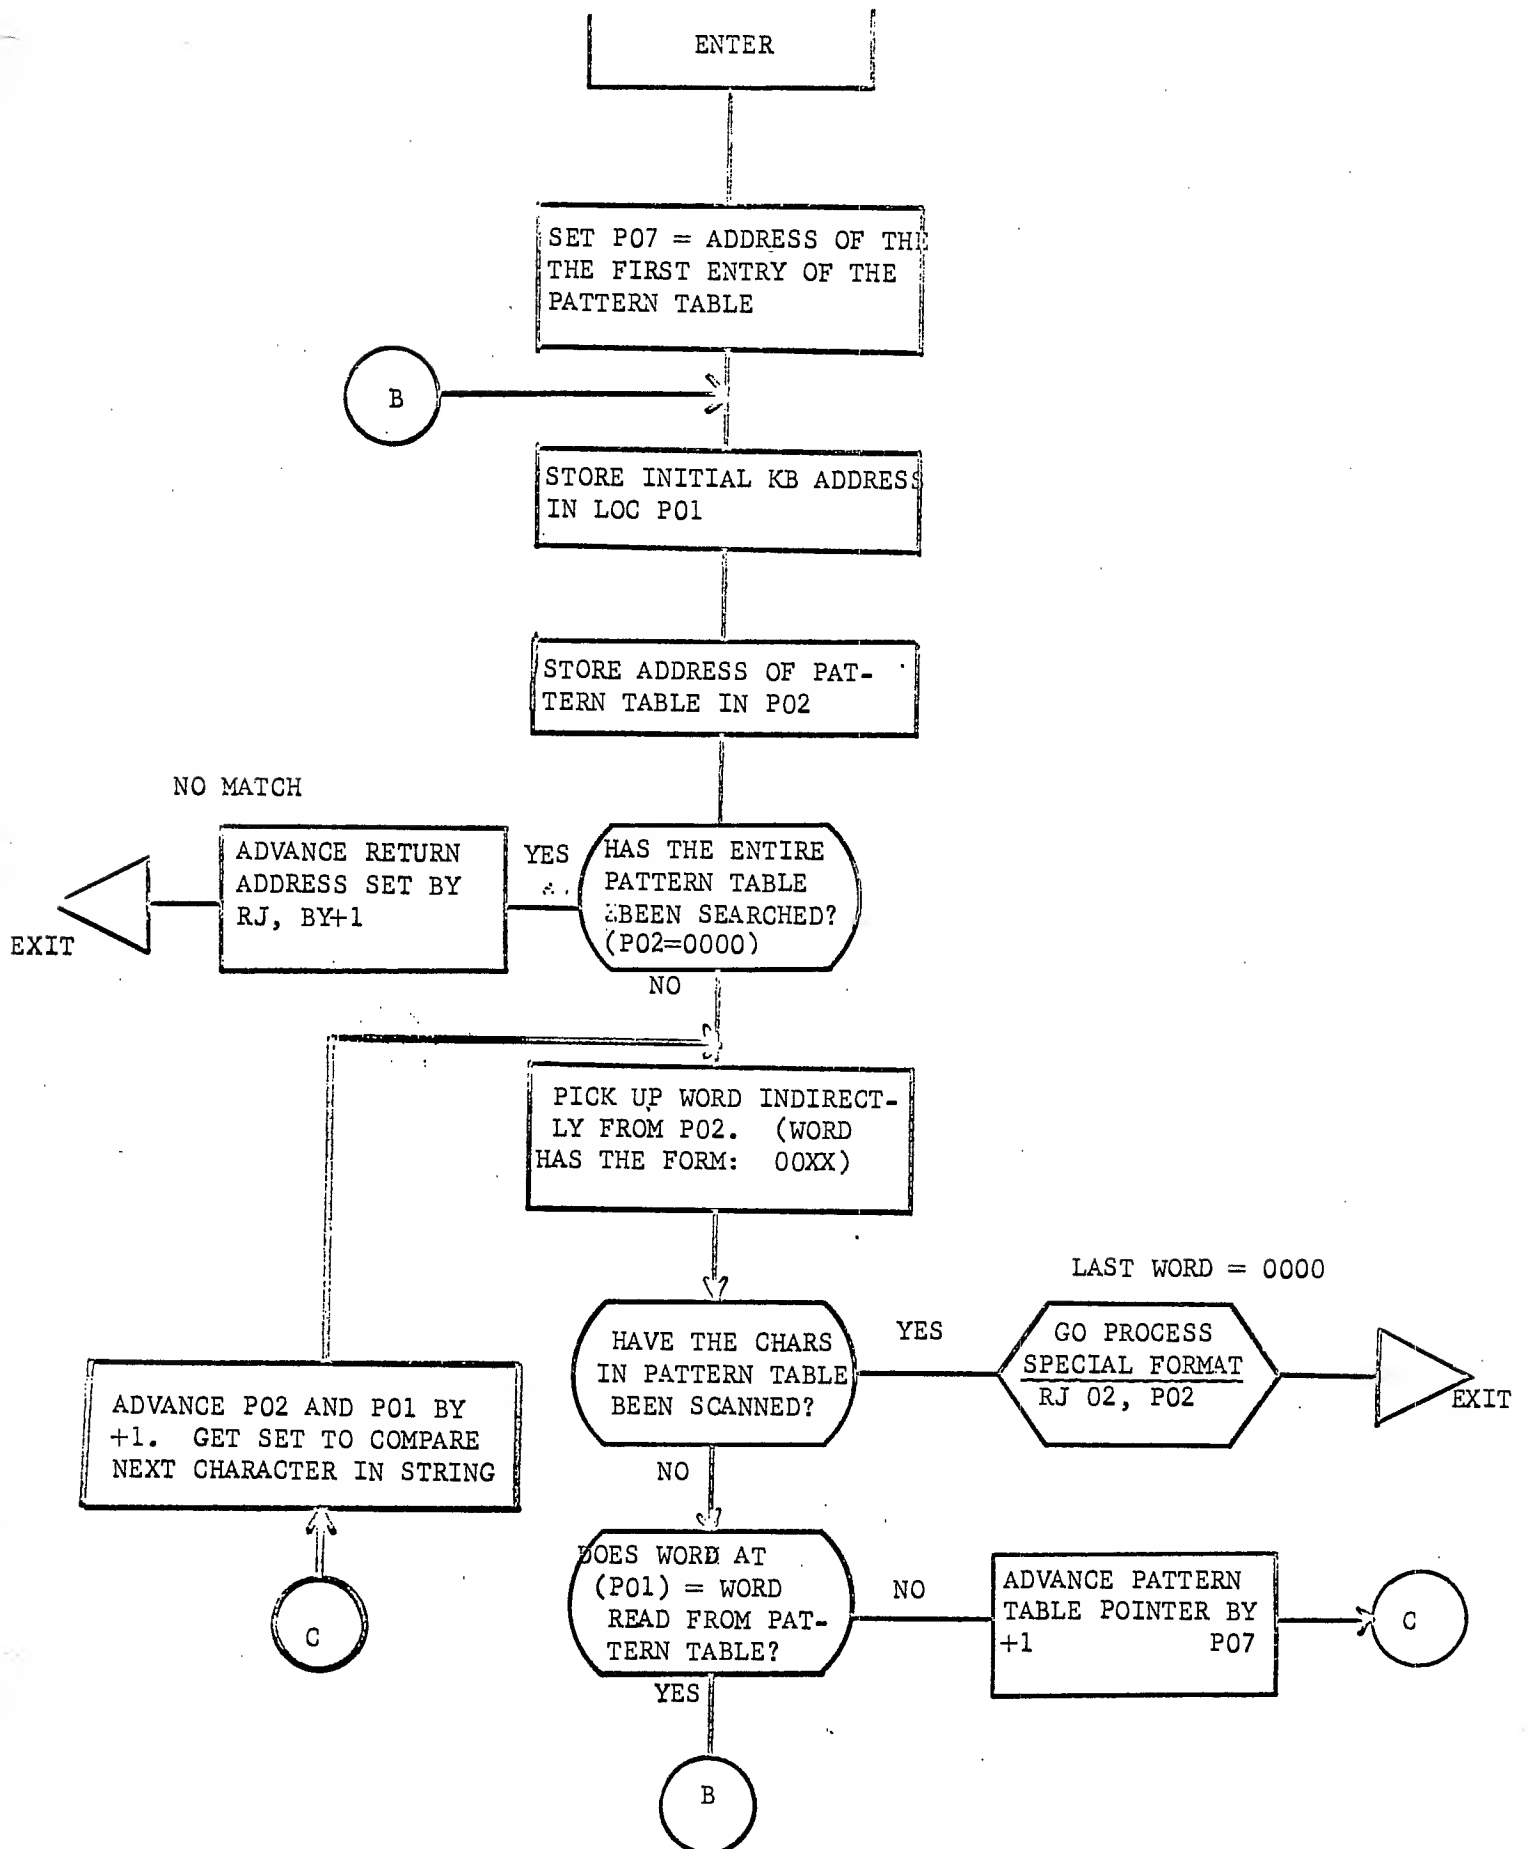 ENTER
SET P07 = ADDRESS OF THE
THE FIRST ENTRY OF THE
PATTERN TABLE
B
STORE INITIAL KB ADDRESS
IN LOC P01
STORE ADDRESS OF PAT-
TERN TABLE IN P02
NO MATCH
ADVANCE RETURN
ADDRESS SET BY
RJ, BY+1
EXIT
YES
HAS THE ENTIRE
PATTERN TABLE
BEEN SEARCHED?
(P02=0000)
NO
PICK UP WORD INDIRECT-
LY FROM P02. (WORD
HAS THE FORM: 00XX)
LAST WORD = 0000
HAVE THE CHARS
IN PATTERN TABLE
BEEN SCANNED?
YES
GO PROCESS
SPECIAL FORMAT
RJ 02, P02
EXIT
ADVANCE P02 AND P01 BY
+1. GET SET TO COMPARE
NEXT CHARACTER IN STRING
C
NO
DOES WORD AT
(P01) = WORD
READ FROM PAT-
TERN TABLE?
NO
ADVANCE PATTERN
TABLE POINTER BY
+1 P07
C
YES
B